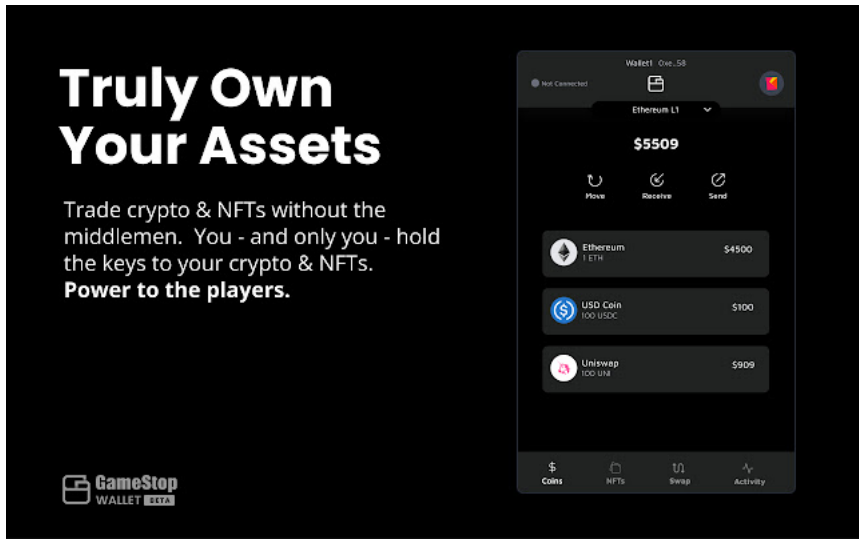 Truly Own
Your Assets
Trade crypto & NFTs without the
middlemen.  You - and only you - hold
the keys to your crypto & NFTs.
Power to the players.
GameStop
WALLET BETA
Wallet1 0xe..58
Not Connected
Ethereum L1
$5509
Move Receive Send
Ethereum $4500
1 ETH
USD Coin $100
100 USDC
Uniswap $909
100 UNI
$
Coins NFTs Swap Activity